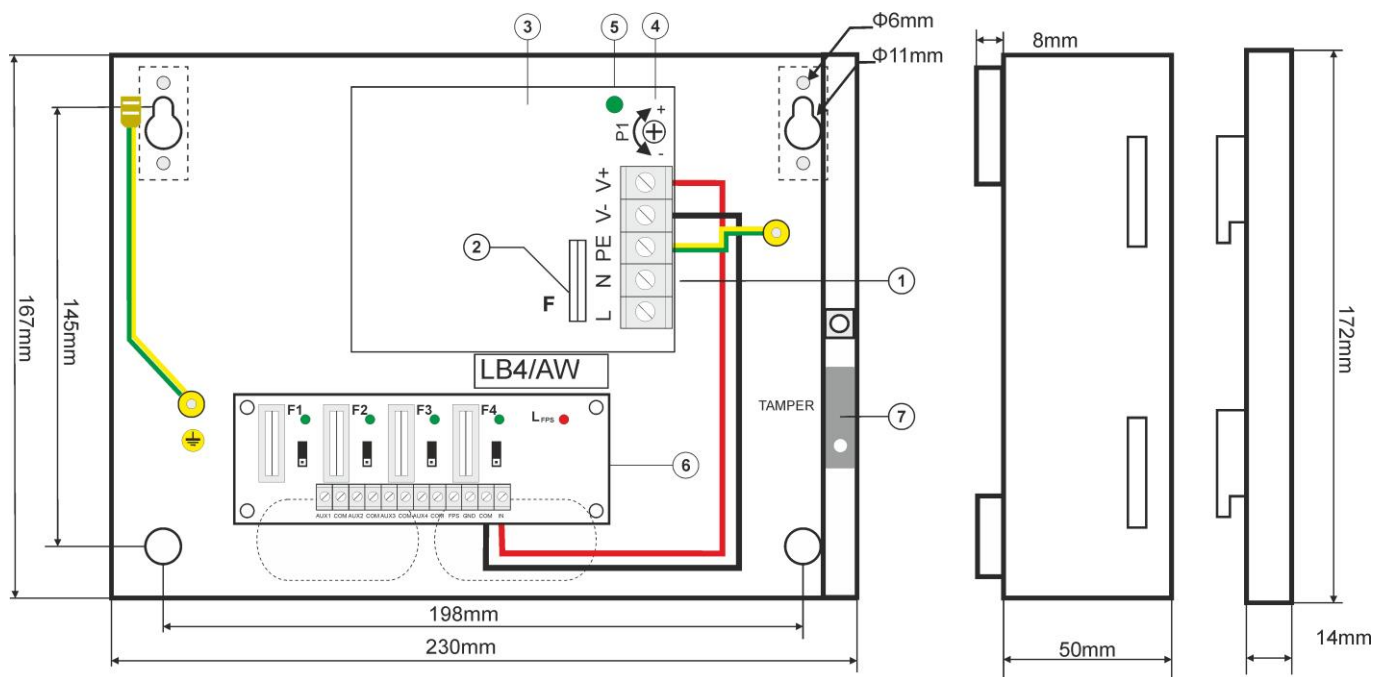 3 5 4
Φ6mm
Φ11mm
8mm
+
P1
-
V+
V-
PE
N
L
2
F
1
167mm
145mm
172mm
LB4/AW
TAMPER
7
F1 F2 F3 F4 L FPS
6
AUX1 COM AUX2 COM AUX3 COM AUX4 COM FPS GND COM IN
198mm
230mm
50mm
14mm